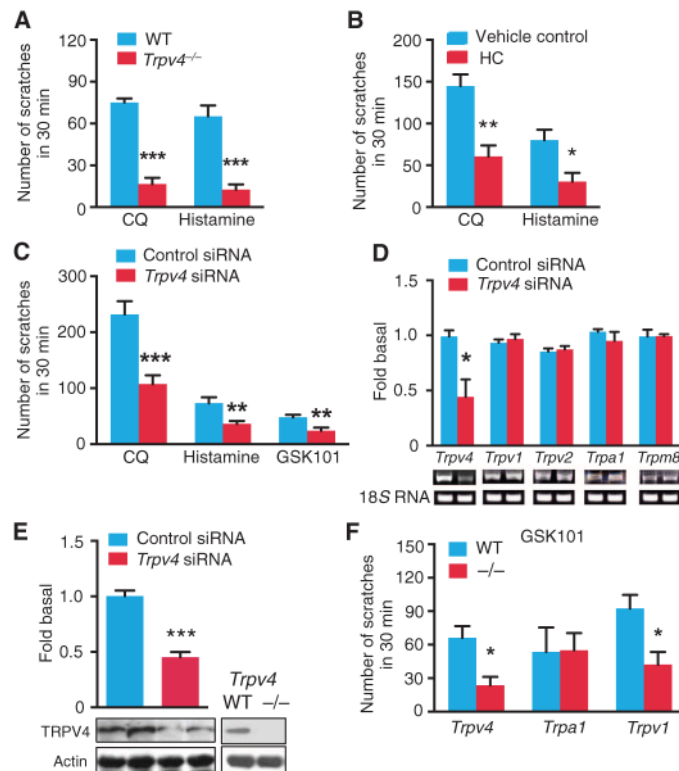 A
Number of scratches
in 30 min
75
60
30
0
WT
Trpv4–/–
***
***
CQ
Histamine
B
Number of scratches
in 30 min
200
150
100
50
0
Vehicle control
HC
**
*
CQ
Histamine
C
Number of scratches
in 30 min
300
200
100
0
Control siRNA
Trpv4 siRNA
***
**
**
CQ
Histamine
GSK101
D
Fold basal
1.5
1.0
0.5
0
Control siRNA
Trpv4 siRNA
*
Trpv4
Trpv1
Trpv2
Trpa1
Trpm8
18S RNA
E
Fold basal
1.5
1.0
0.5
0
Control siRNA
Trpv4 siRNA
***
Trpv4
WT –/–
TRPV4
Actin
F
GSK101
Number of scratches
in 30 min
150
120
90
60
30
0
WT
–/–
*
*
Trpv4
Trpa1
Trpv1